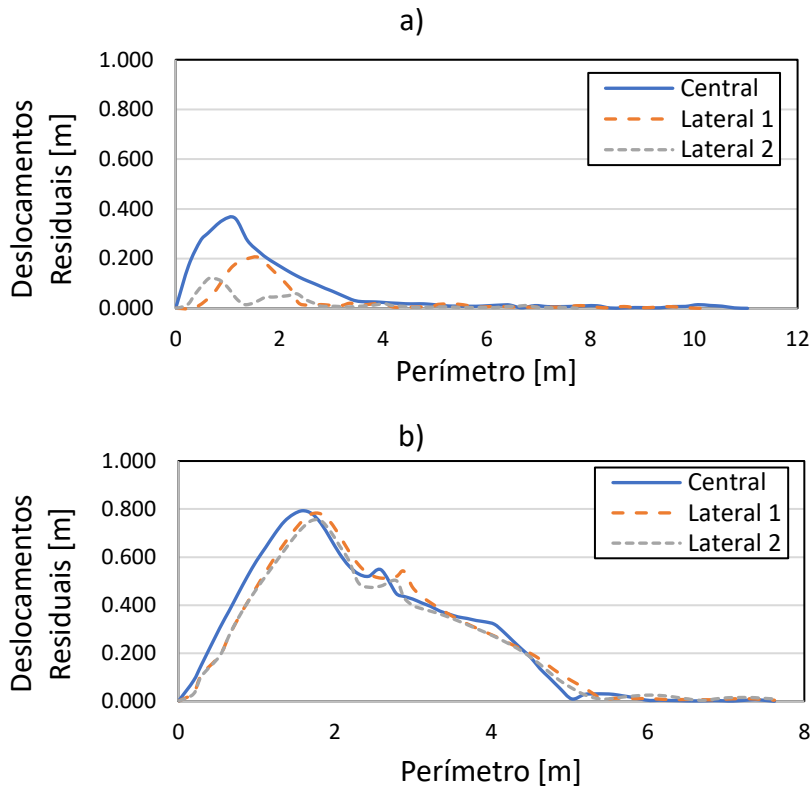 a)
1.000
0.800
0.600
0.400
0.200
0.000
Deslocamentos
Residuais [m]
Central
Lateral 1
Lateral 2
0 2 4 6 8 10 12
Perímetro [m]
b)
1.000
0.800
0.600
0.400
0.200
0.000
Deslocamentos
Residuais [m]
Central
Lateral 1
Lateral 2
0 2 4 6 8
Perímetro [m]